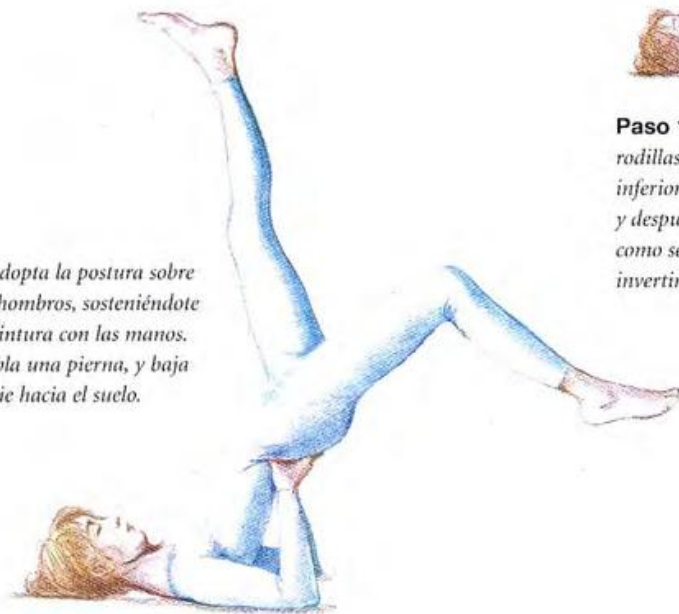 dopta la postura sobre
hombros, sosteniéndote
intura con las manos.
bla una pierna, y baja
ie hacia el suelo.
Paso
rodillas
inferior
y despu
como se
invertir